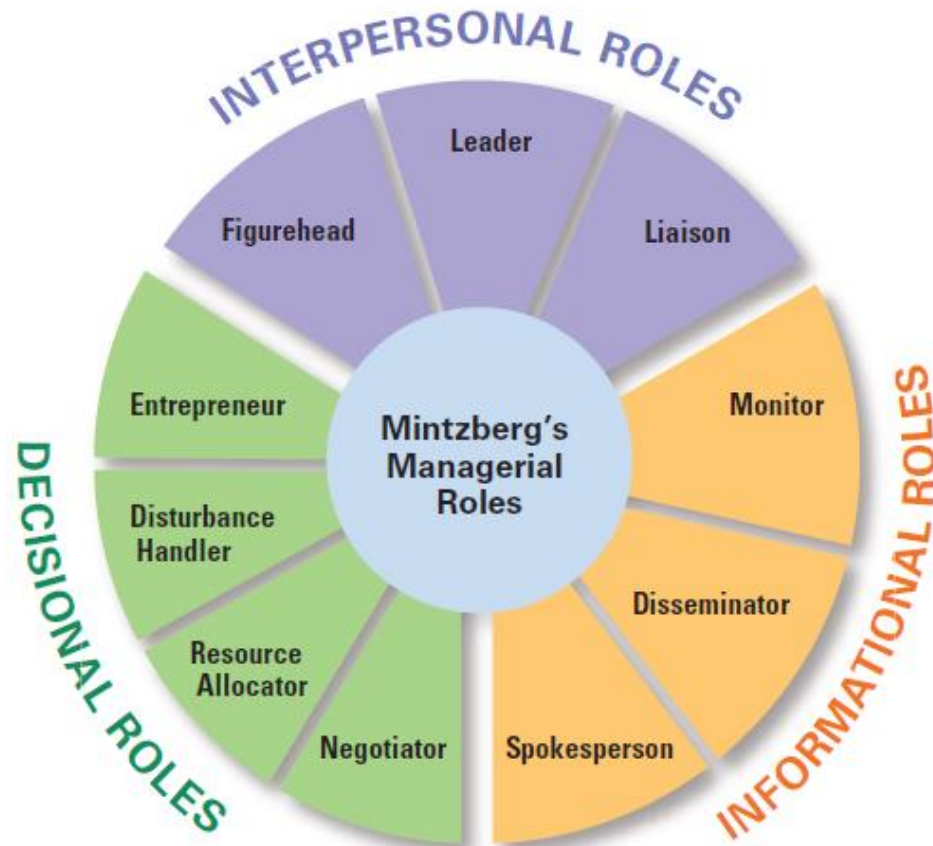 INTERPERSONAL ROLES
Leader
Figurehead
Liaison
Entrepreneur
Monitor
Mintzberg's
Managerial
Roles
Disturbance
Handler
Disseminator
Resource
Allocator
Negotiator
Spokesperson
DECISIONAL ROLES
INFORMATIONAL ROLES